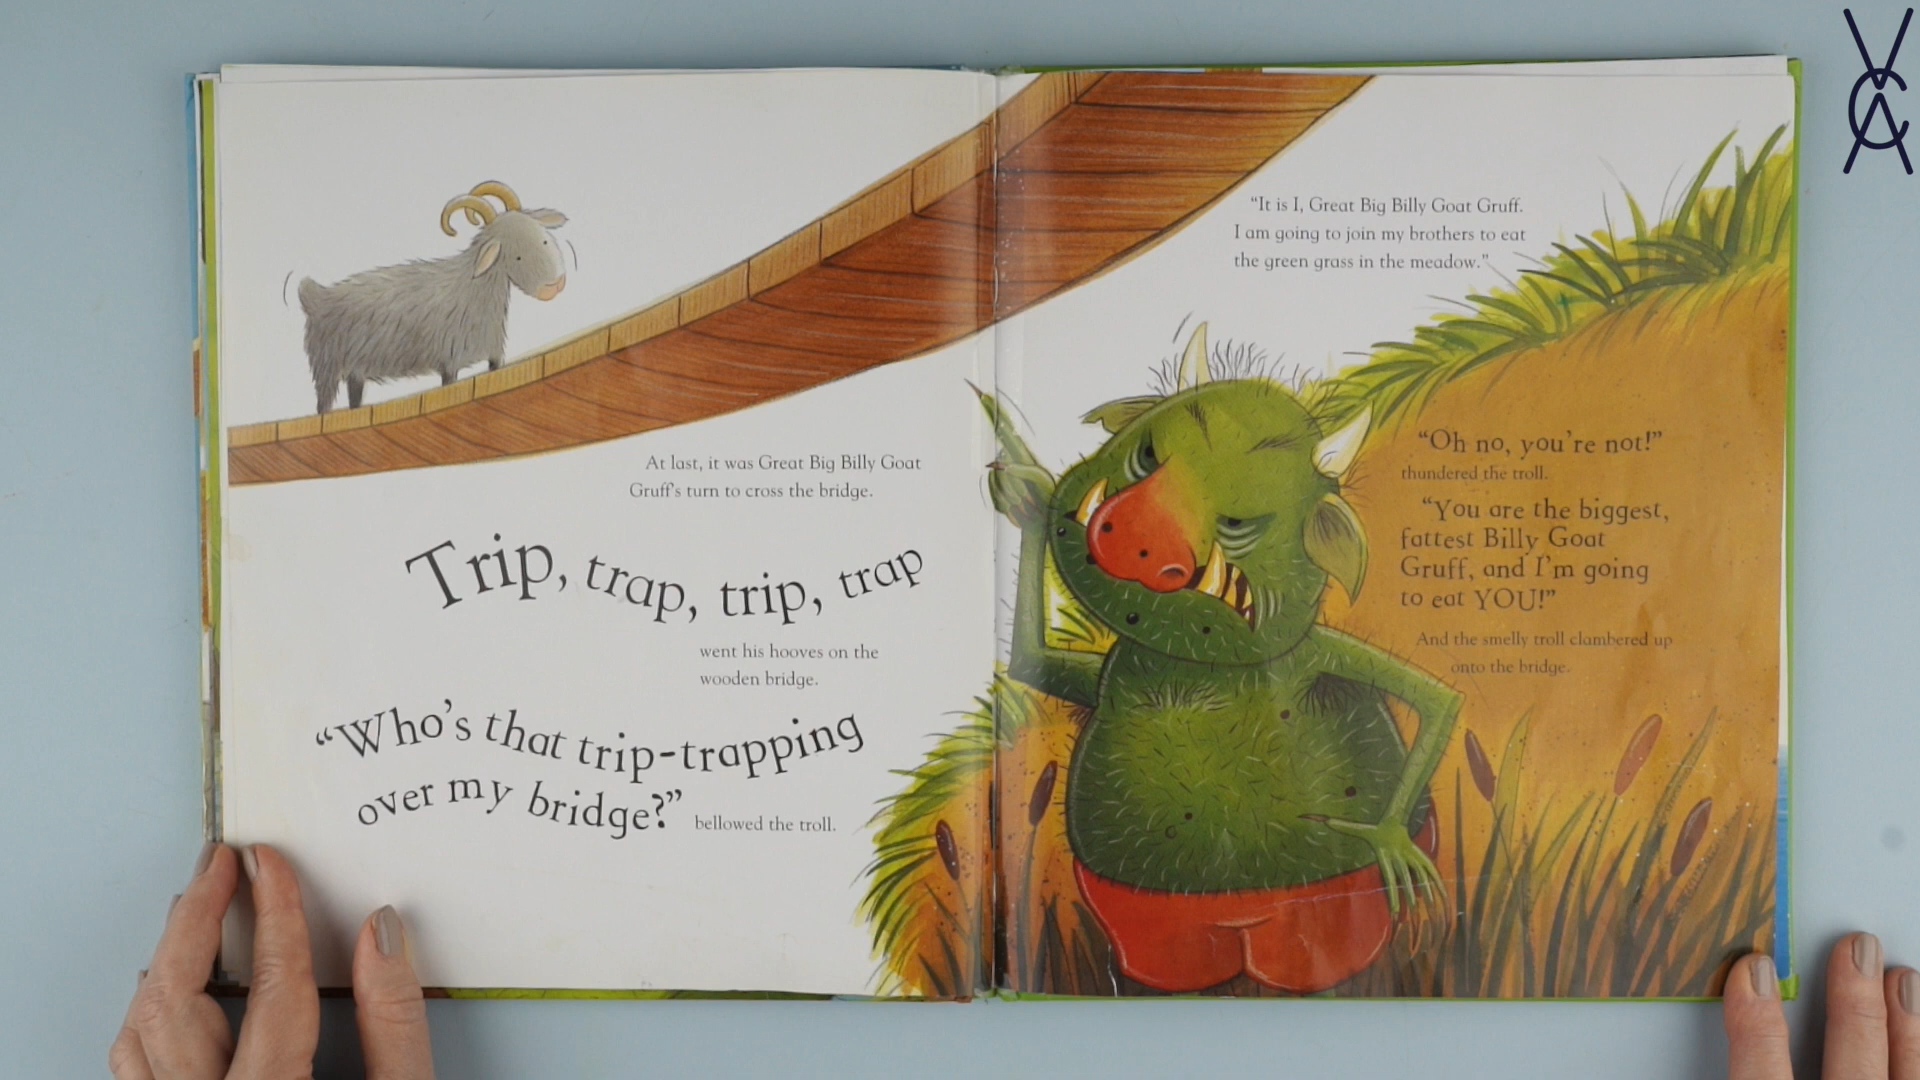 At last, it was Great Big Billy Goat
Gruff's turn to cross the bridge.
Trip, trap, trip, trap
went his hooves on the
wooden bridge.
“Who's that trip-trapping
over my bridge?” bellowed the troll.
“It is I, Great Big Billy Goat Gruff.
I am going to join my brothers to eat
the green grass in the meadow.”
“Oh no, you're not!”
thundered the troll.
“You are the biggest,
fattest Billy Goat
Gruff, and I'm going
to eat YOU!”
And the smelly troll clambered up
onto the bridge.
VCA